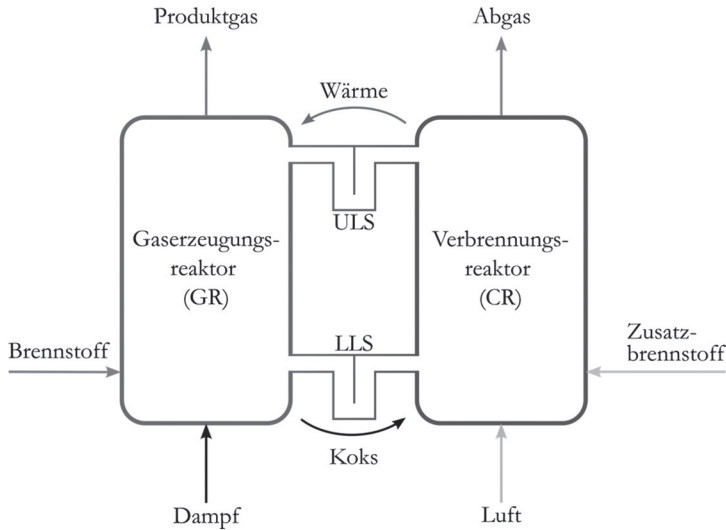 Produktgas
Abgas
Wärme
ULS
Gaserzeugungs-
reaktor
(GR)
Verbrennungs-
reaktor
(CR)
LLS
Brennstoff
Zusatz-
brennstoff
Koks
Dampf
Luft